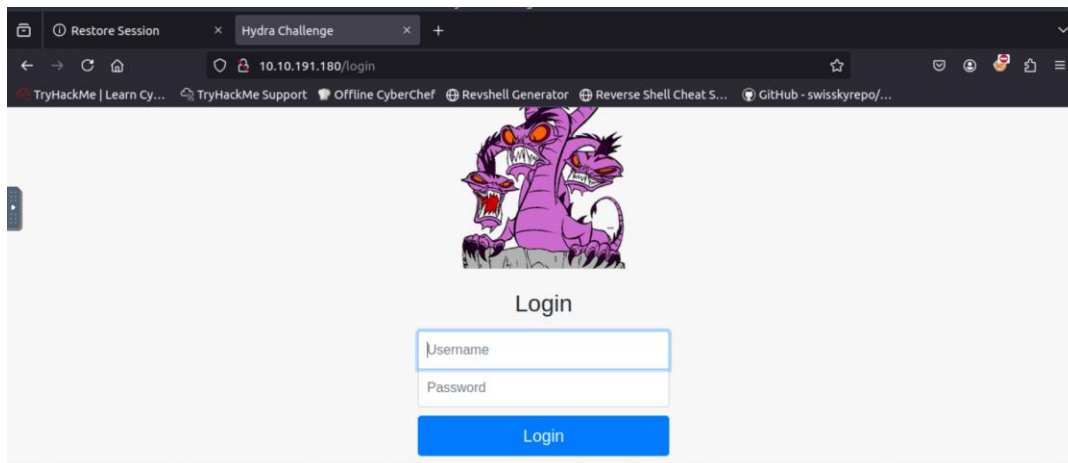 Restore Session × Hydra Challenge × +
10.10.191.180/login
TryHackMe | Learn Cy... TryHackMe Support Offline CyberChef Revshell Generator Reverse Shell Cheat S... GitHub - swisskyrepo/...
Login
Username
Password
Login